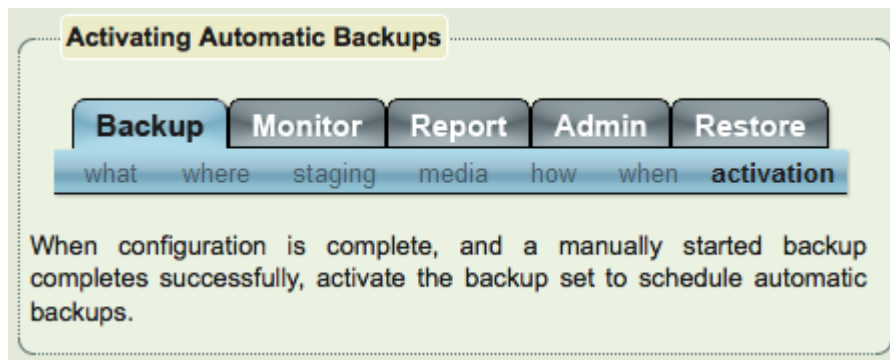 Activating Automatic Backups
Backup Monitor Report Admin Restore
what where staging media how when activation
When configuration is complete, and a manually started backup
completes successfully, activate the backup set to schedule automatic
backups.